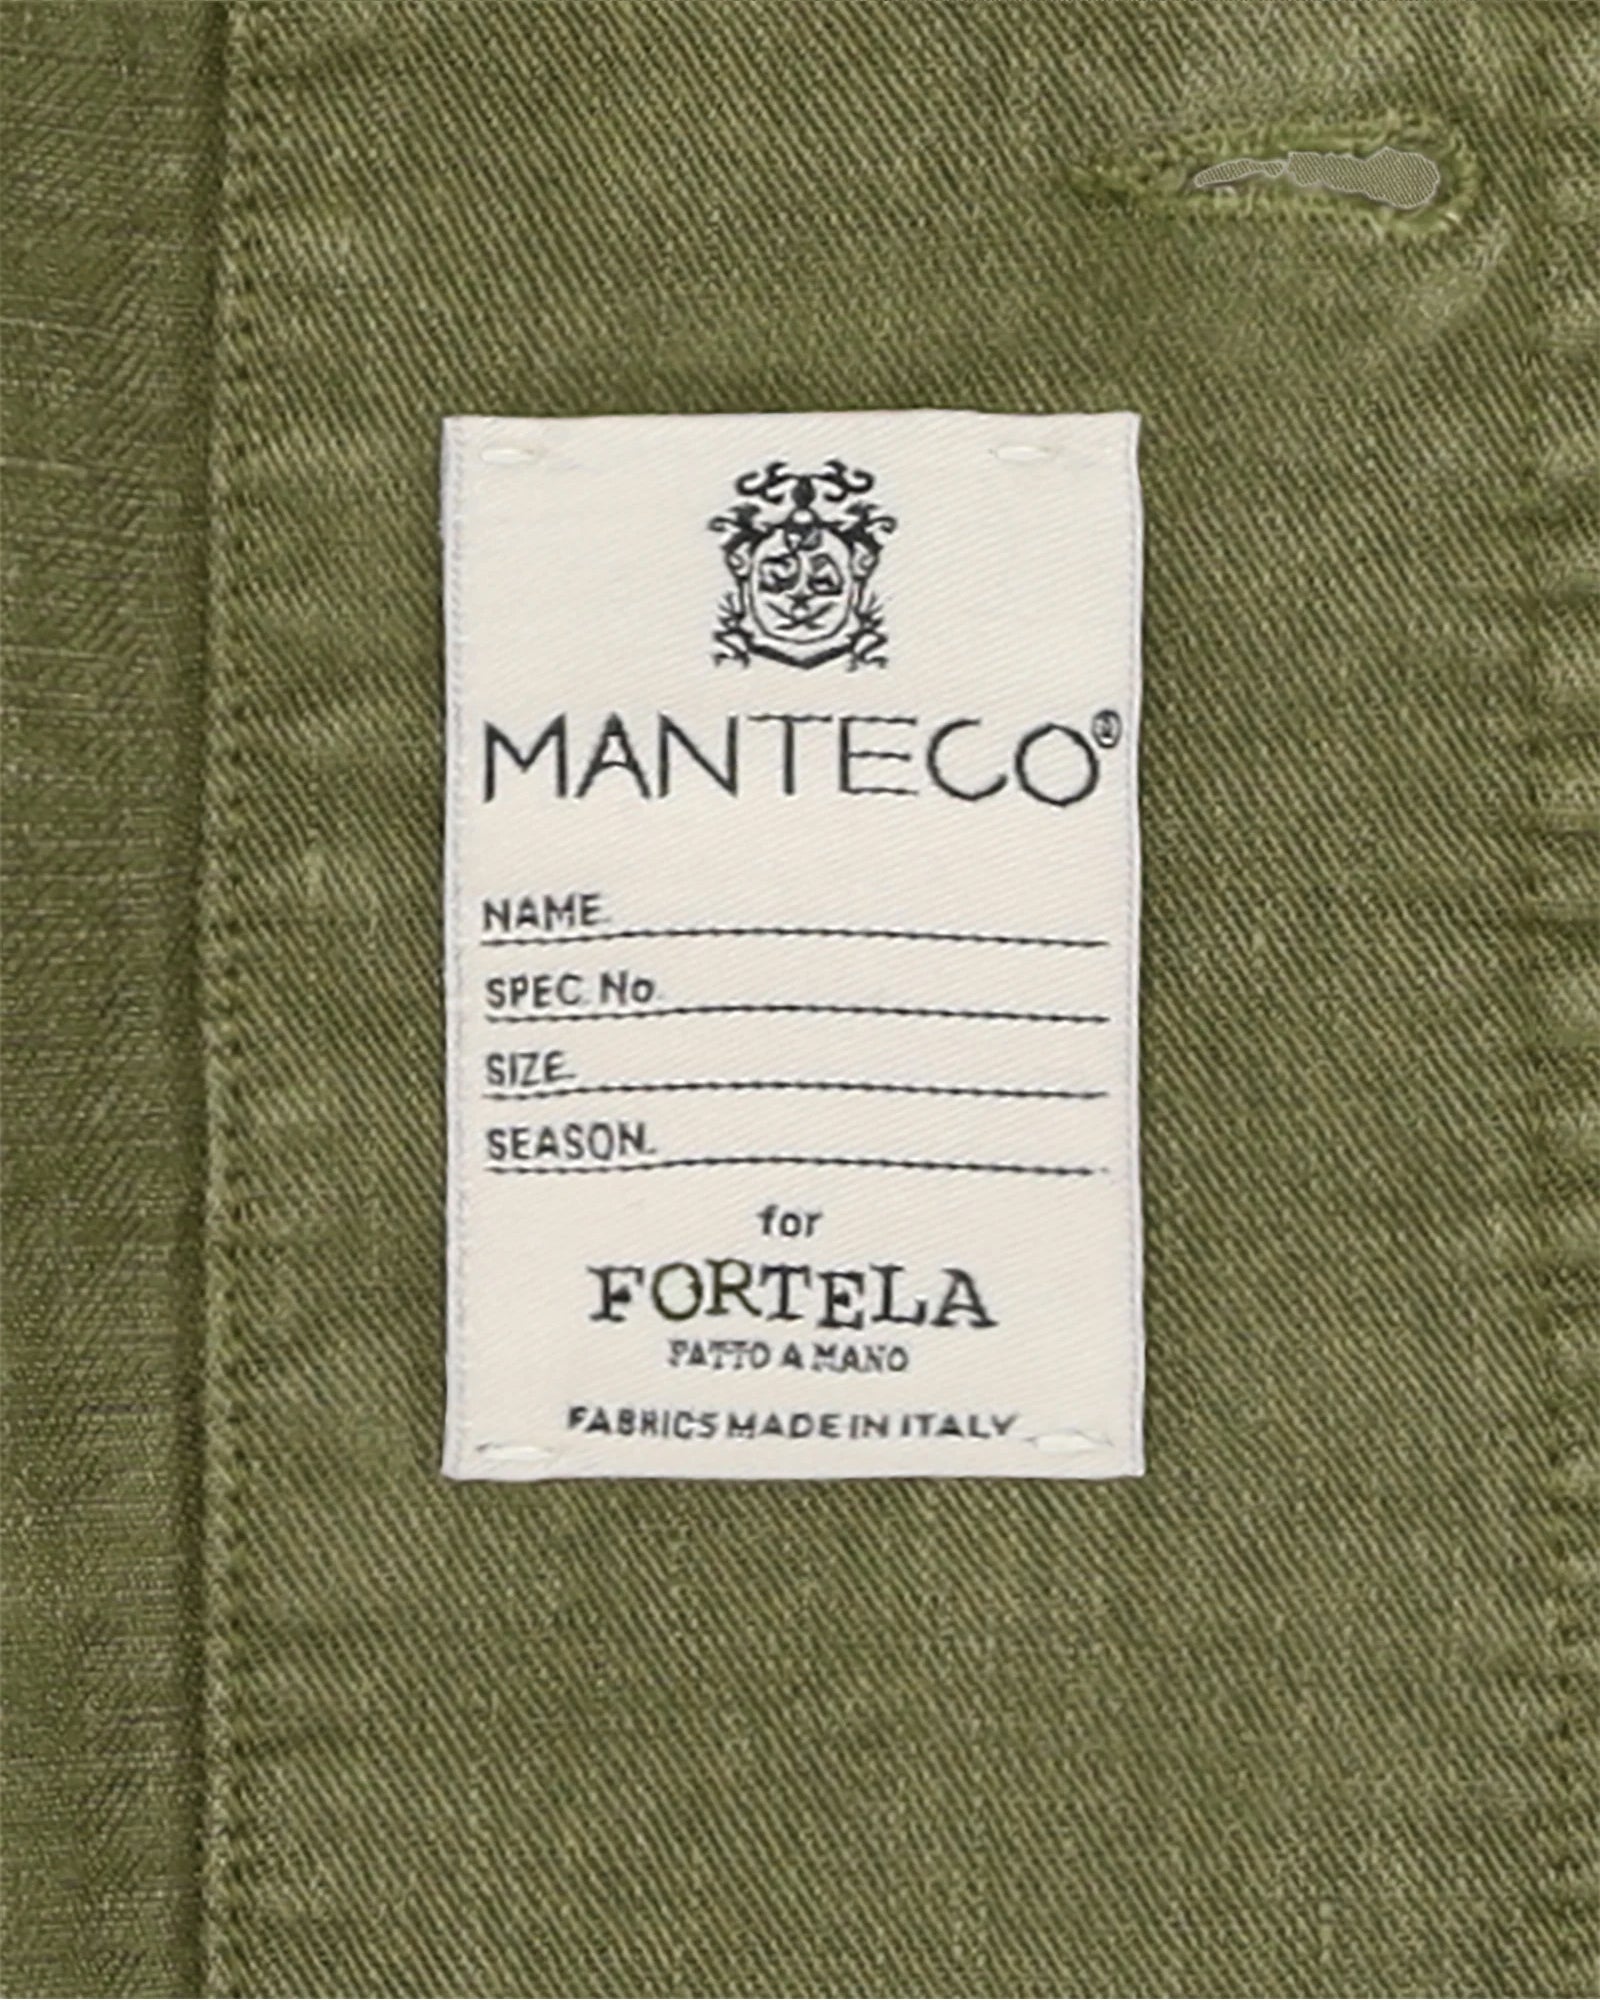 MANTECO®
NAME.
SPEC. No.
SIZE.
SEASON.
for
FORTELA
FATTO A MANO
FABRICS MADE IN ITALY